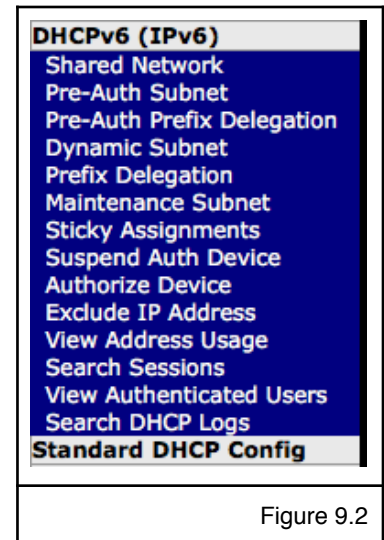 DHCPv6 (IPv6)
Shared Network
Pre-Auth Subnet
Pre-Auth Prefix Delegation
Dynamic Subnet
Prefix Delegation
Maintenance Subnet
Sticky Assignments
Suspend Auth Device
Authorize Device
Exclude IP Address
View Address Usage
Search Sessions
View Authenticated Users
Search DHCP Logs
Standard DHCP Config
Figure 9.2